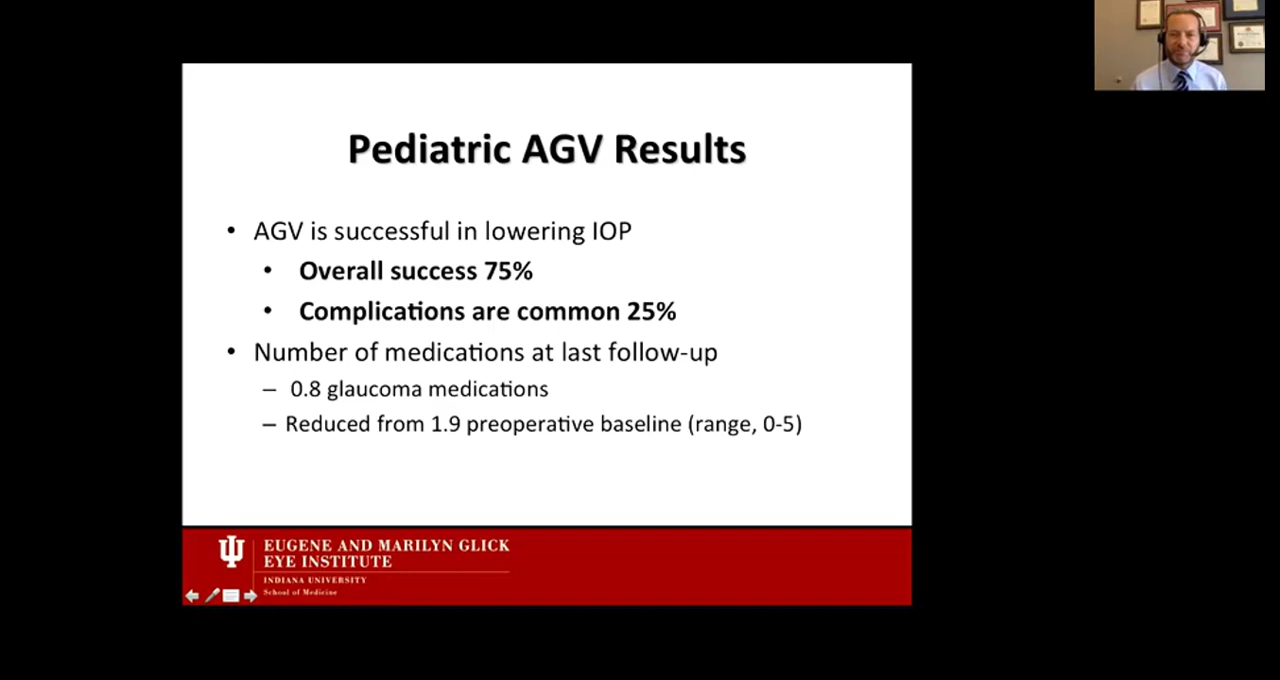 Pediatric AGV Results
• AGV is successful in lowering IOP
• Overall success 75%
• Complications are common 25%
• Number of medications at last follow-up
– 0.8 glaucoma medications
– Reduced from 1.9 preoperative baseline (range, 0-5)
EUGENE AND MARILYN GLICK
EYE INSTITUTE
INDIANA UNIVERSITY
School of Medicine